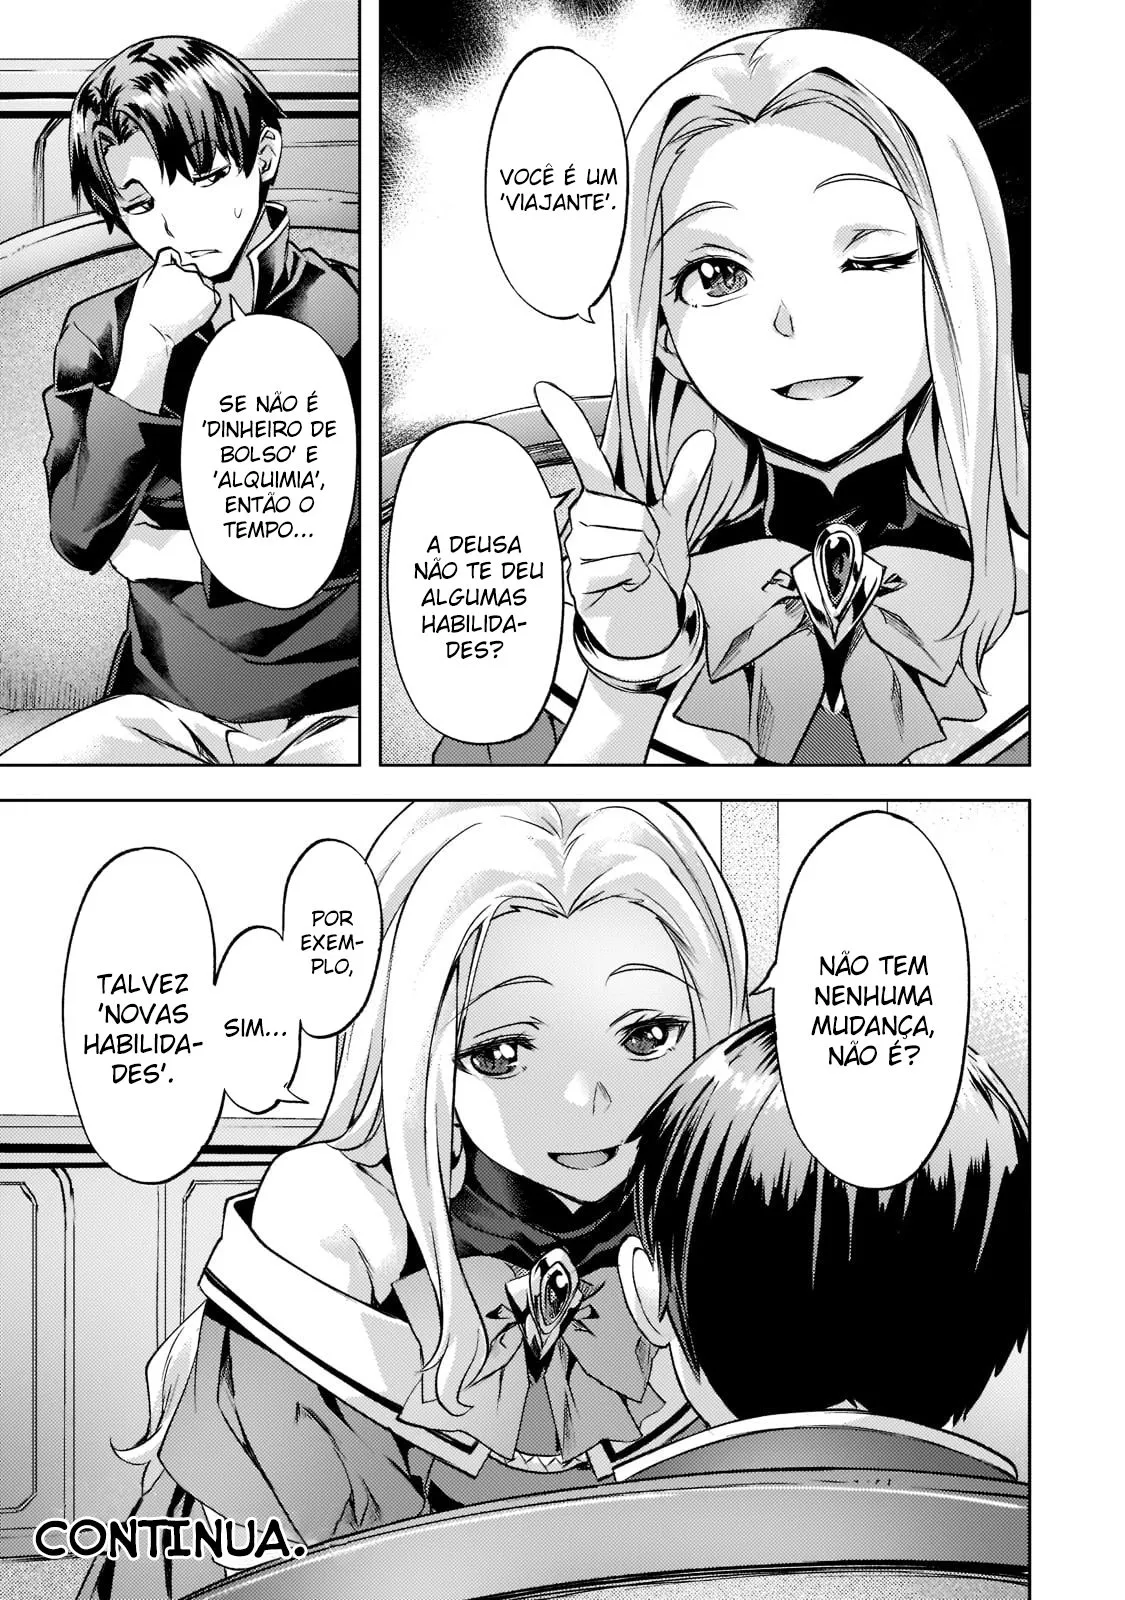 VOCÊ É UM
'VIAJANTE'.
A DEUSA
NÃO TE DEU
ALGUMAS
HABILIDA-
DES?
SE NÃO É
'DINHEIRO DE
BOLSO' E
'ALQUIMIA',
ENTÃO O
TEMPO...
NÃO TEM
NENHUMA
MUDANÇA,
NÃO É?
POR
EXEM-
PLO,
SIM...
TALVEZ
'NOVAS
HABILIDA-
DES'.
CONTINUA.